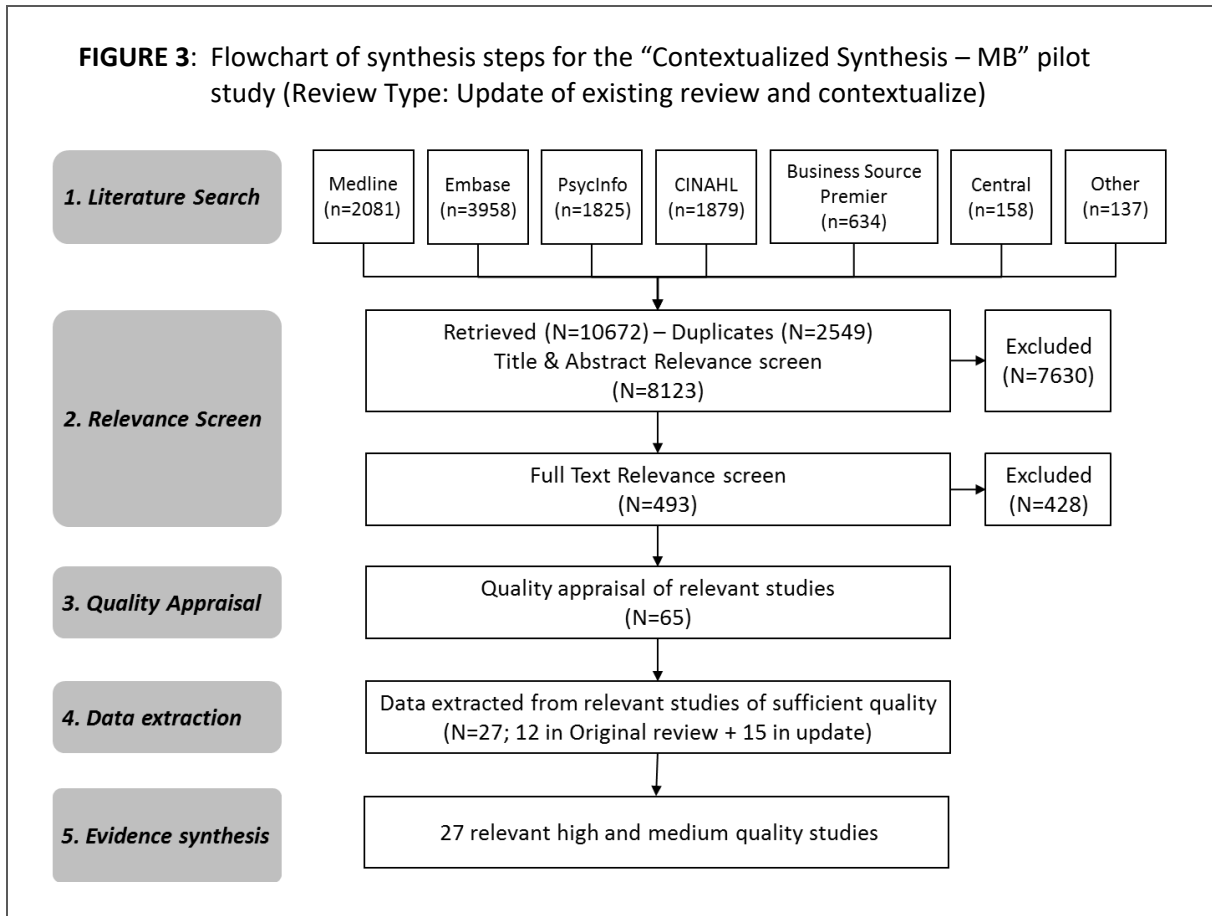 FIGURE 3: Flowchart of synthesis steps for the “Contextualized Synthesis – MB” pilot
study (Review Type: Update of existing review and contextualize)
1. Literature Search
Medline
(n=2081)
Embase
(n=3958)
PsycInfo
(n=1825)
CINAHL
(n=1879)
Business Source
Premier
(n=634)
Central
(n=158)
Other
(n=137)
2. Relevance Screen
Retrieved (N=10672) – Duplicates (N=2549)
Title & Abstract Relevance screen
(N=8123)
Excluded
(N=7630)
Full Text Relevance screen
(N=493)
Excluded
(N=428)
3. Quality Appraisal
Quality appraisal of relevant studies
(N=65)
4. Data extraction
Data extracted from relevant studies of sufficient quality
(N=27; 12 in Original review + 15 in update)
5. Evidence synthesis
27 relevant high and medium quality studies